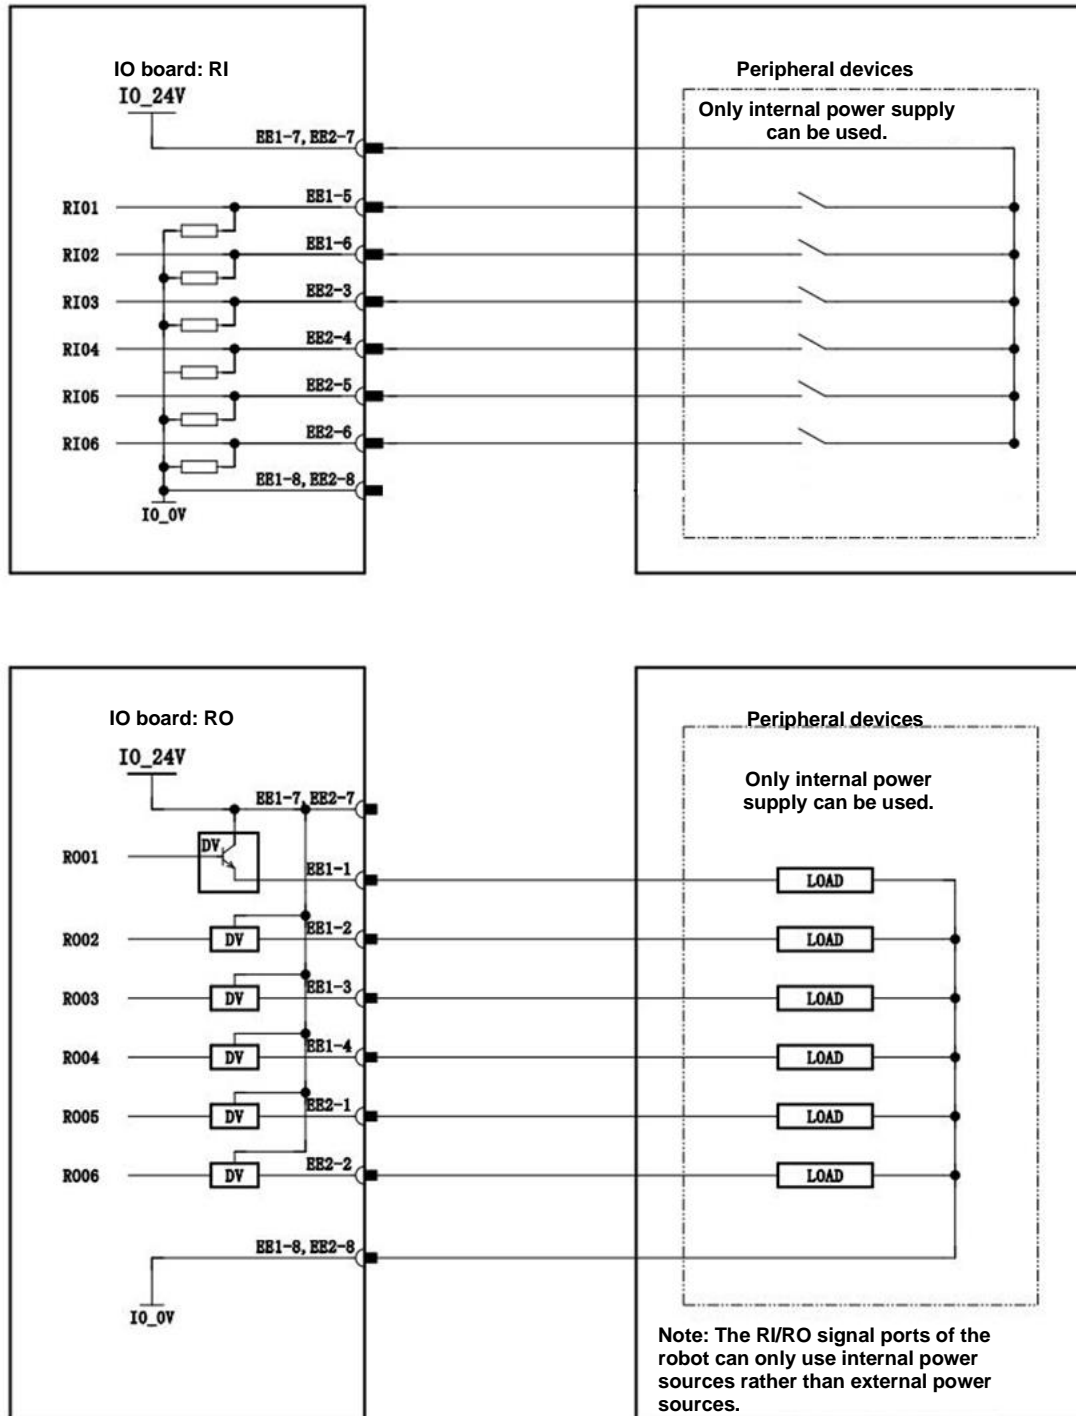 IO board: RI
IO_24V
EE1-7, EE2-7
RI01
EE1-5
RI02
EE1-6
RI03
EE2-3
RI04
EE2-4
RI05
EE2-5
RI06
EE2-6
EE1-8, EE2-8
IO_0V
Peripheral devices
Only internal power supply
can be used.
IO board: RO
IO_24V
EE1-7, EE2-7
RO01
DV
EE1-1
RO02
DV
EE1-2
RO03
DV
EE1-3
RO04
DV
EE1-4
RO05
DV
EE2-1
RO06
DV
EE2-2
EE1-8, EE2-8
IO_0V
Peripheral devices
Only internal power
supply can be used.
LOAD
LOAD
LOAD
LOAD
LOAD
LOAD
Note: The RI/RO signal ports of the
robot can only use internal power
sources rather than external power
sources.